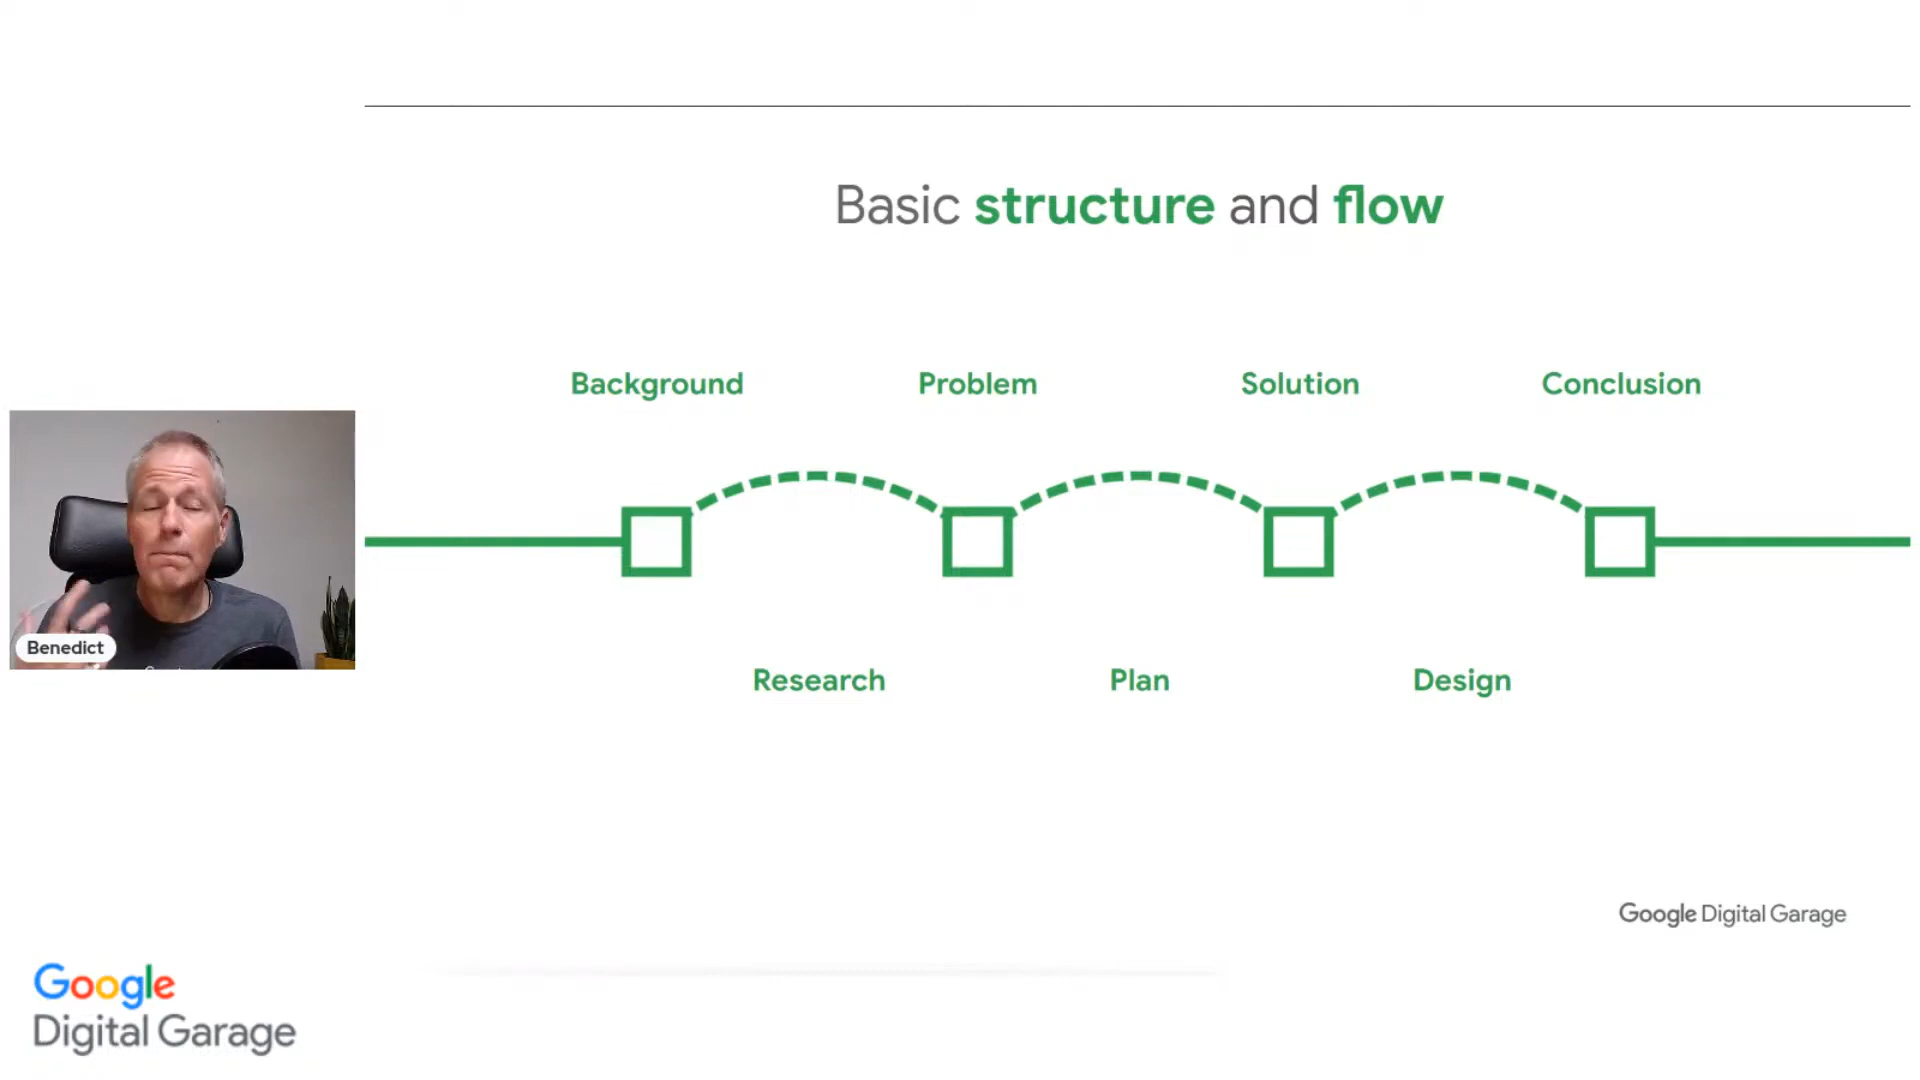 Basic structure and flow
Background Problem Solution Conclusion
Benedict
Research Plan Design
Google Digital Garage
Google
Digital Garage